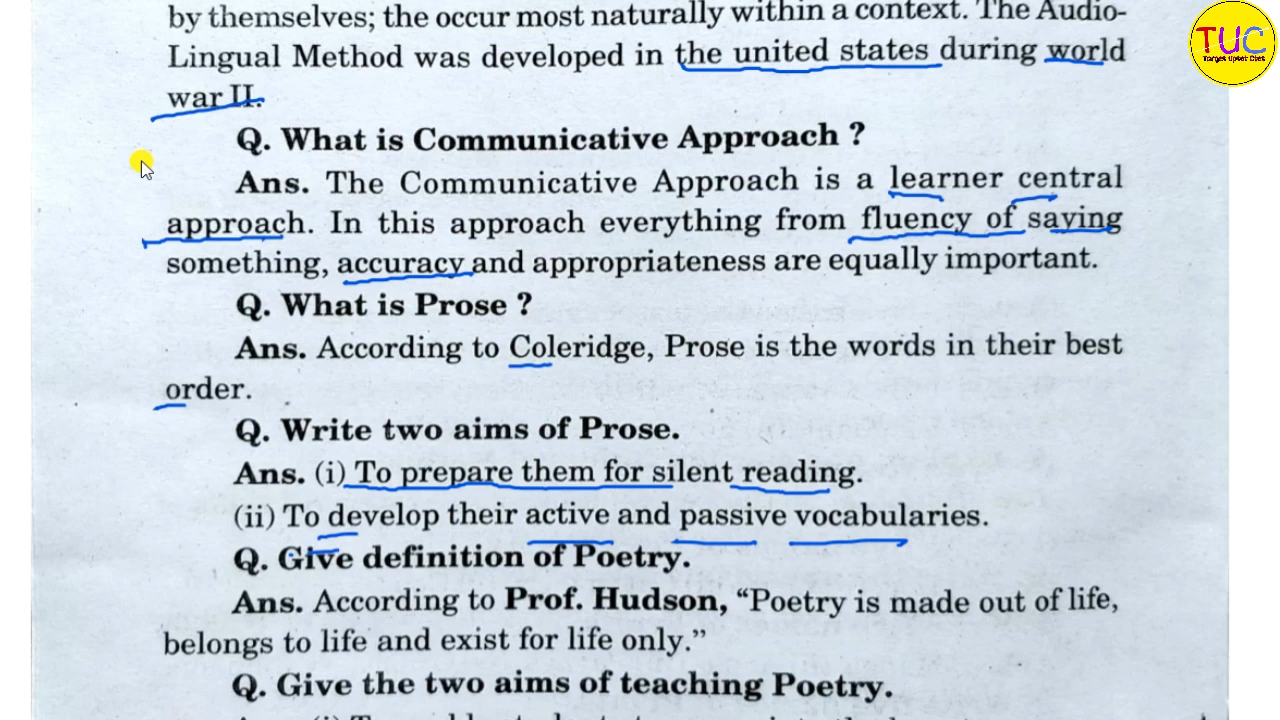 by themselves; the occur most naturally within a context. The Audio-
Lingual Method was developed in the united states during world
war II.
Q. What is Communicative Approach ?
Ans. The Communicative Approach is a learner central
approach. In this approach everything from fluency of saying
something, accuracy and appropriateness are equally important.
Q. What is Prose ?
Ans. According to Coleridge, Prose is the words in their best
order.
Q. Write two aims of Prose.
Ans. (i) To prepare them for silent reading.
(ii) To develop their active and passive vocabularies.
Q. Give definition of Poetry.
Ans. According to Prof. Hudson, “Poetry is made out of life,
belongs to life and exist for life only.”
Q. Give the two aims of teaching Poetry.
TUC
Target Upter Diet